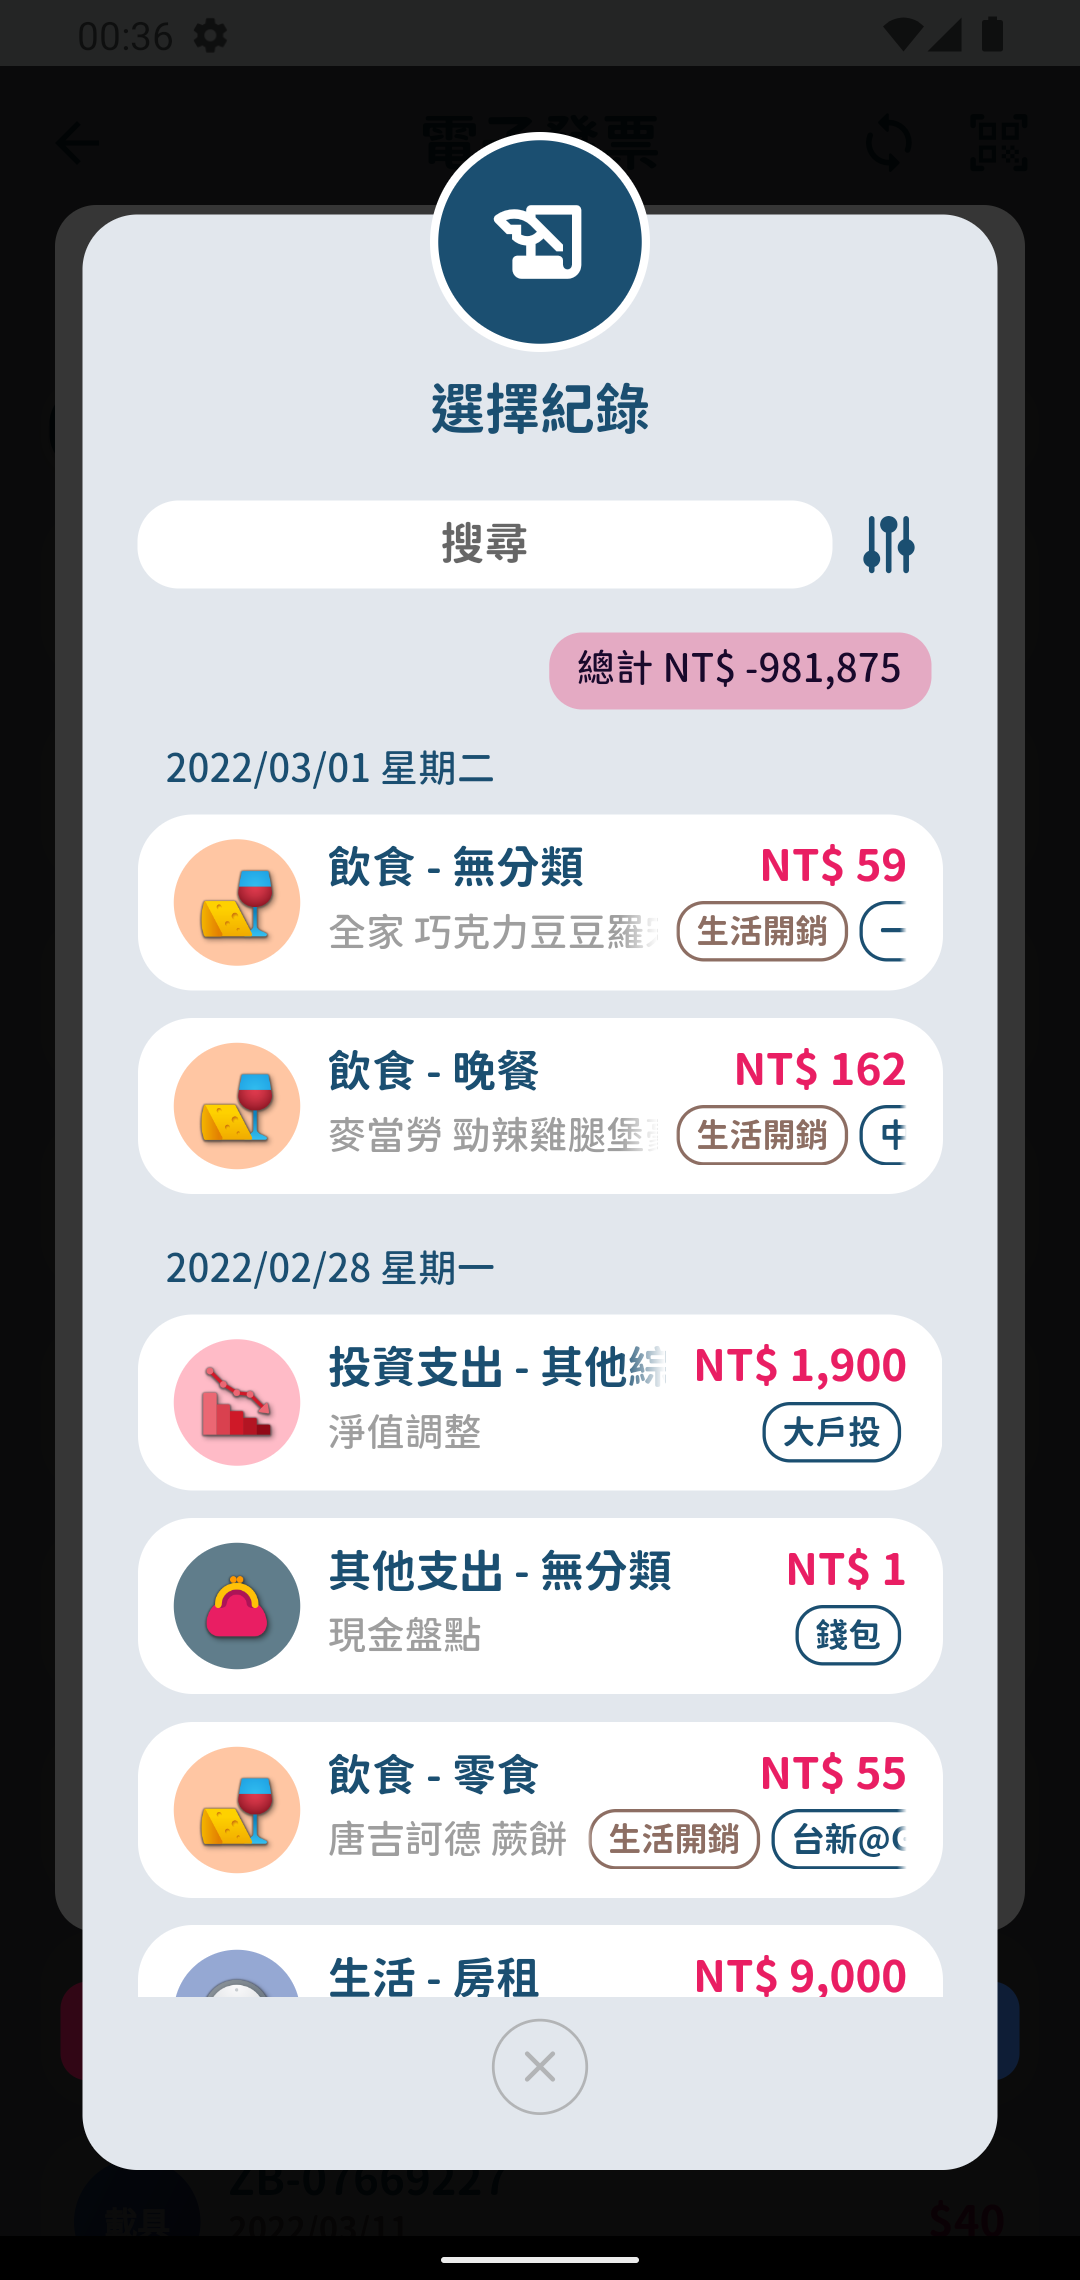 00:36
電子發票
選擇紀錄
搜尋
總計 NT$ -981,875
2022/03/01 星期二
飲食 - 無分類 NT$ 59
全家 巧克力豆豆羅 生活開銷 一
飲食 - 晚餐 NT$ 162
麥當勞 勁辣雞腿堡 生活開銷 中
2022/02/28 星期一
投資支出 - 其他綜 NT$ 1,900
淨值調整 大戶投
其他支出 - 無分類 NT$ 1
現金盤點 錢包
飲食 - 零食 NT$ 55
唐吉訶德 蕨餅 生活開銷 台新@G
生活 - 房租 NT$ 9,000
ZB-07669227
載具 2022/03/11 $40